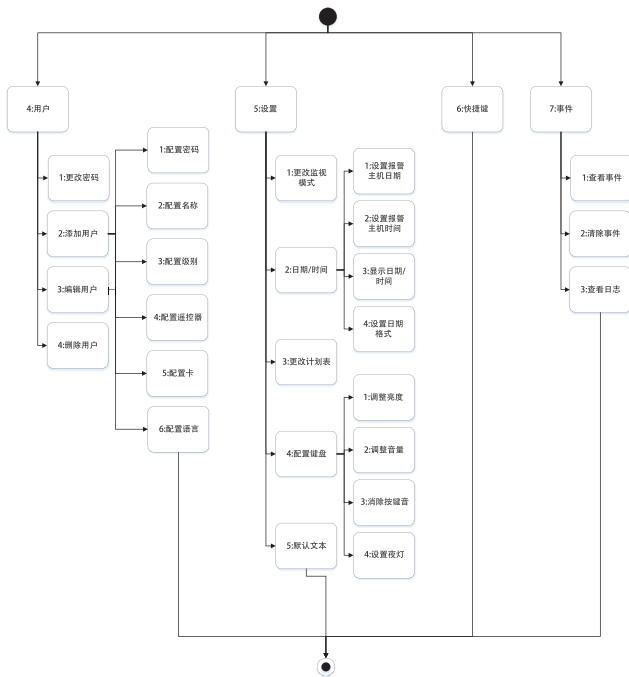 4:用户
1:更改密码
2:添加用户
3:编辑用户
4:删除用户
1:配置密码
2:配置名称
3:配置级别
4:配置遥控器
5:配置卡
6:配置语言
5:设置
1:更改监视
模式
2:日期/时间
3:更改计划表
4:配置键盘
5:默认文本
1:设置报警
主机日期
2:设置报警
主机时间
3:显示日期/
时间
4:设置日期
格式
1:调整亮度
2:调整音量
3:消除按键音
4:设置夜灯
6:快捷键
7:事件
1:查看事件
2:清除事件
3:查看日志